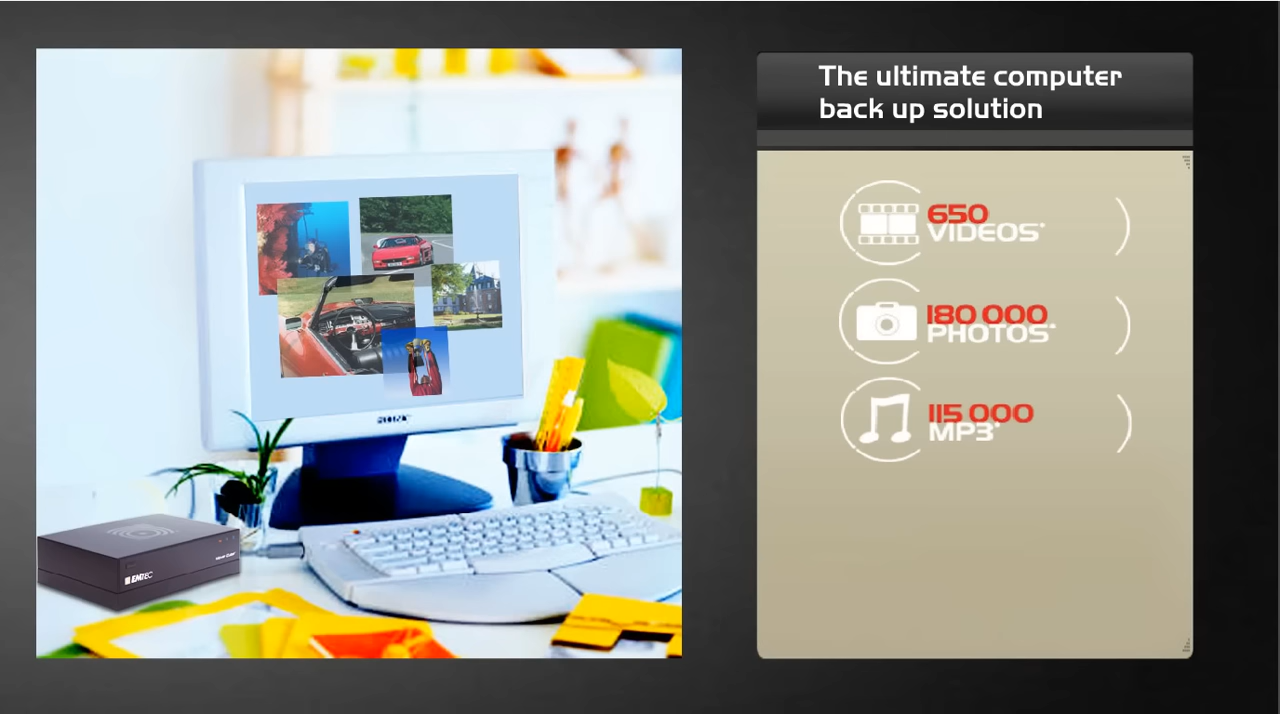 The ultimate computer
back up solution
650
VIDEOS*
180 000
PHOTOS*
115 000
MP3*
SONY
EMTEC